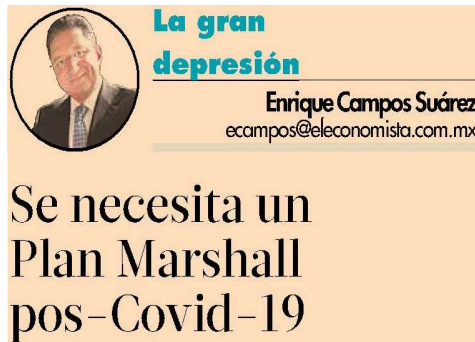 La gran
depresión
Enrique Campos Suárez
ecampos@eleconomista.com.mx
Se necesita un
Plan Marshall
pos-Covid-19